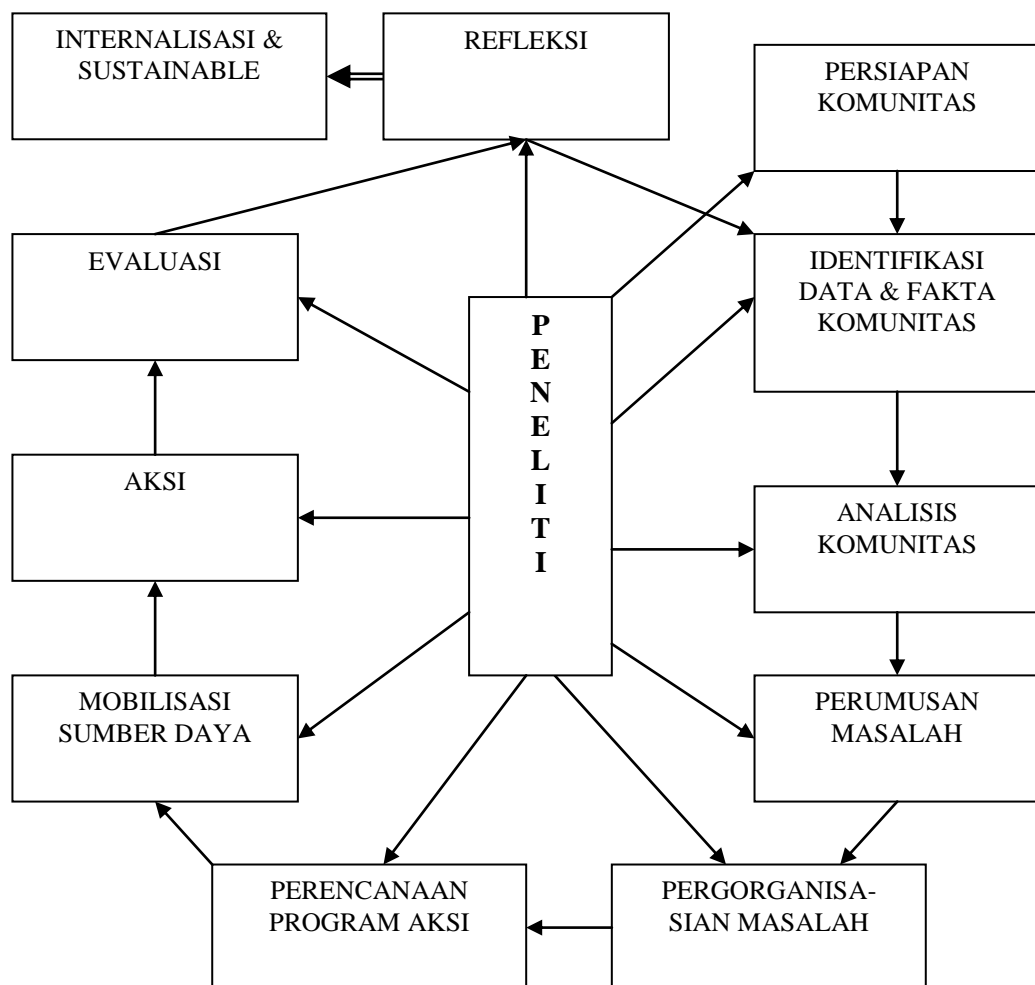 INTERNALISASI &
SUSTAINABLE
REFLEKSI
PERSIAPAN
KOMUNITAS
EVALUASI
IDENTIFIKASI
DATA & FAKTA
KOMUNITAS
P
E
N
E
L
I
T
I
AKSI
ANALISIS
KOMUNITAS
MOBILISASI
SUMBER DAYA
PERUMUSAN
MASALAH
PERENCANAAN
PROGRAM AKSI
PERGORGANISA-
SIAN MASALAH